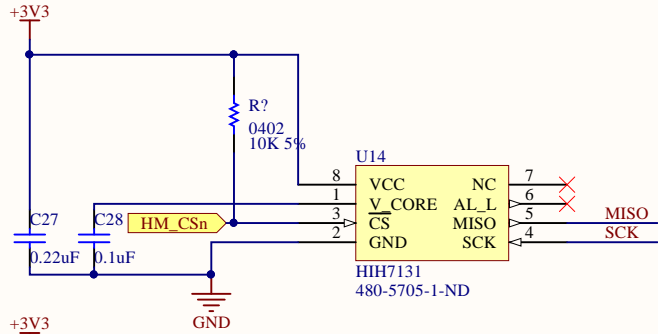 +3V3
R?
0402
10K 5%
U14
8 VCC NC 7
1 V_CORE AL_L 6
HM_CSn 3 CS MISO 5 MISO
2 GND SCK 4 SCK
C27 C28
0.22uF 0.1uF
HIH7131
480-5705-1-ND
GND
+3V3